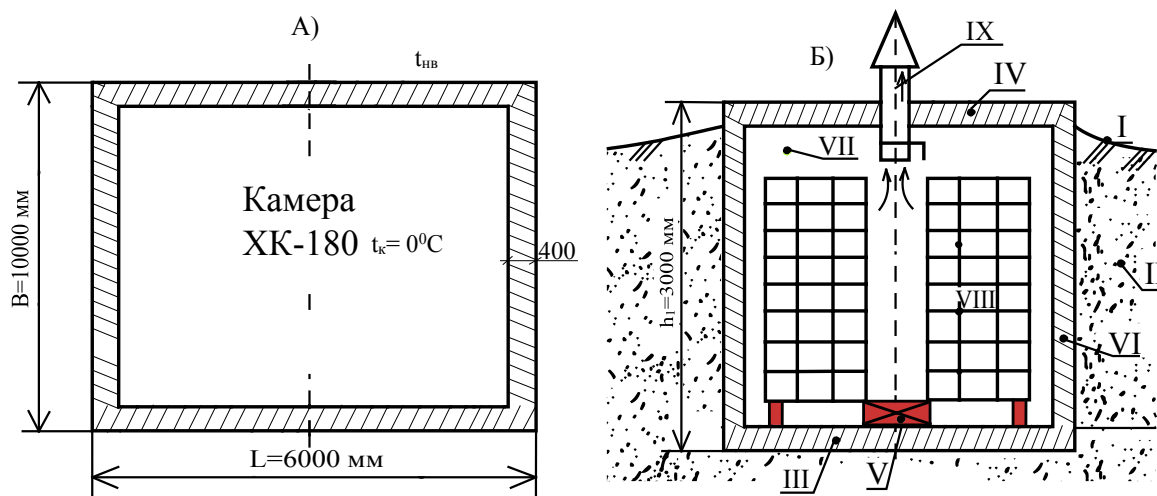 А)
tнв
Камера
ХК-180 tк= 0⁰С
400
B=10000 мм
L=6000 мм
Б)
IX
IV
I
VII
II
VIII
h₁=3000 мм
VI
III
V